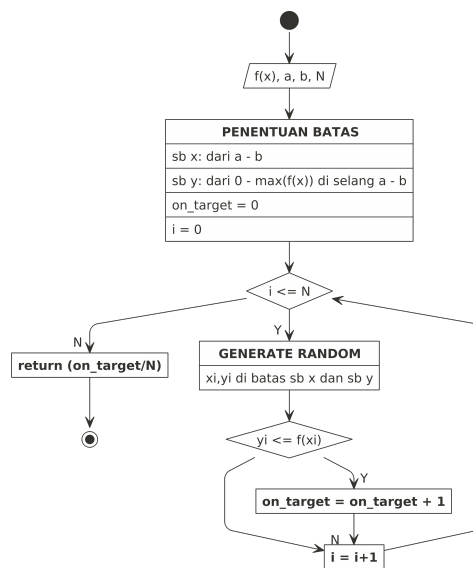 f(x), a, b, N
PENENTUAN BATAS
sb x: dari a - b
sb y: dari 0 - max(f(x)) di selang a - b
on_target = 0
i = 0
i <= N
N
Y
return (on_target/N)
GENERATE RANDOM
xi,yi di batas sb x dan sb y
yi <= f(xi)
Y
on_target = on_target + 1
N
i = i+1